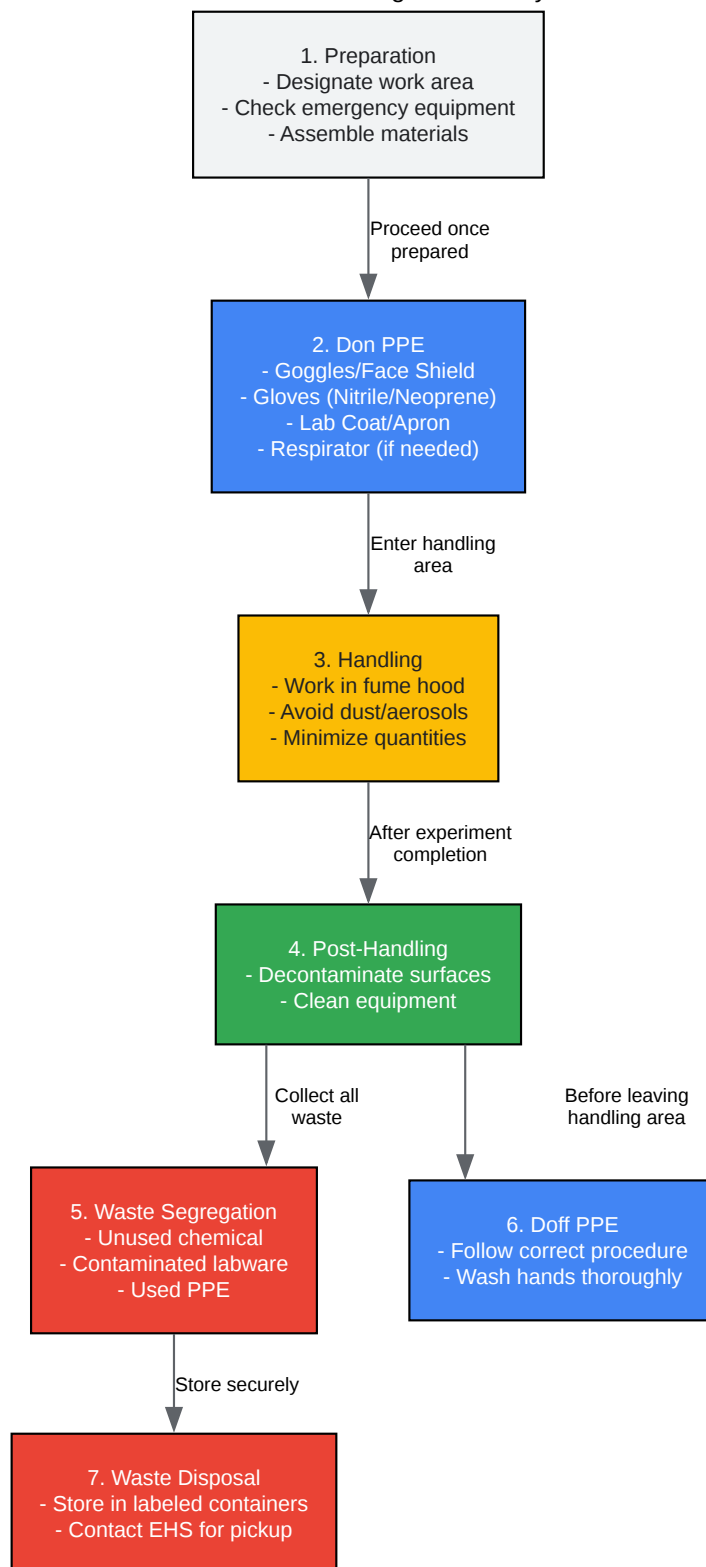 1. Preparation
- Designate work area
- Check emergency equipment
- Assemble materials
Proceed once
prepared
2. Don PPE
- Goggles/Face Shield
- Gloves (Nitrile/Neoprene)
- Lab Coat/Apron
- Respirator (if needed)
Enter handling
area
3. Handling
- Work in fume hood
- Avoid dust/aerosols
- Minimize quantities
After experiment
completion
4. Post-Handling
- Decontaminate surfaces
- Clean equipment
Collect all
waste
Before leaving
handling area
5. Waste Segregation
- Unused chemical
- Contaminated labware
- Used PPE
6. Doff PPE
- Follow correct procedure
- Wash hands thoroughly
Store securely
7. Waste Disposal
- Store in labeled containers
- Contact EHS for pickup